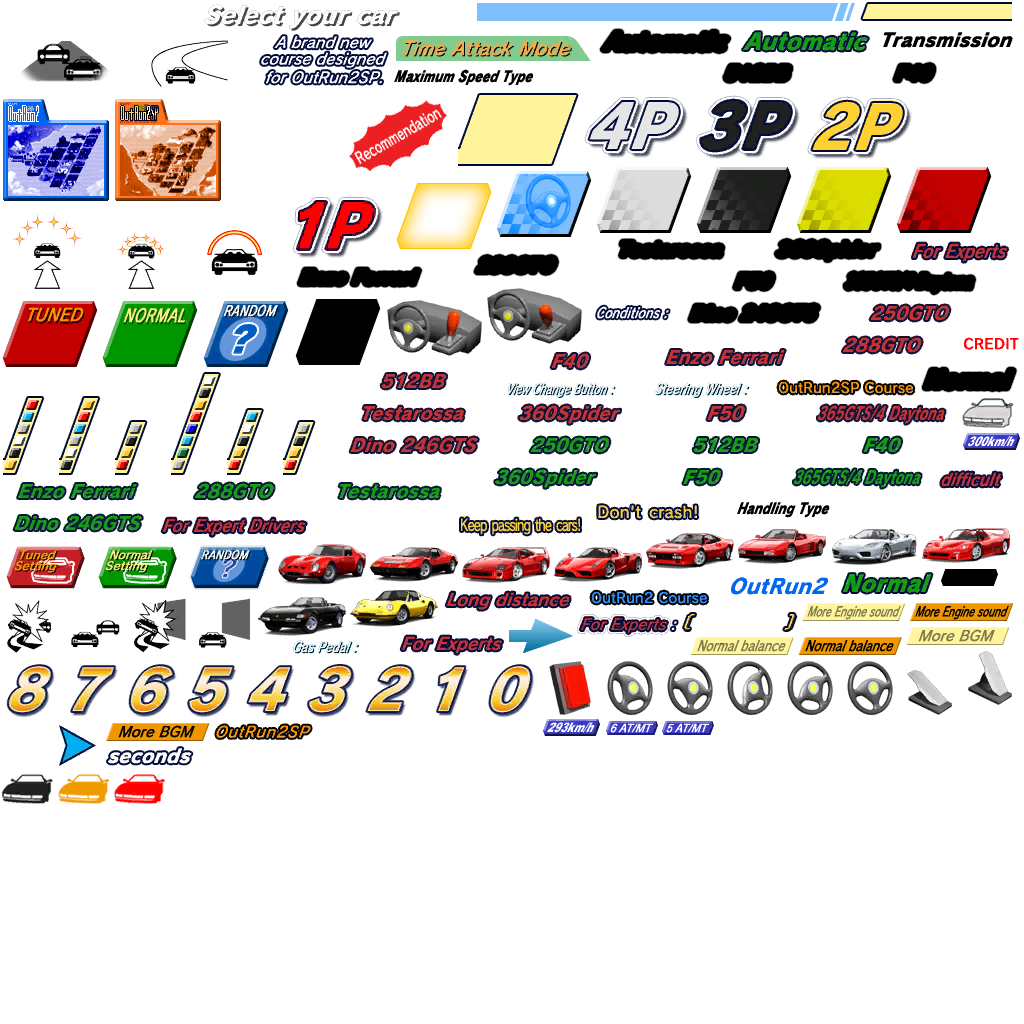 Select your car
A brand new
course designed
for OutRun2SP.
Time Attack Mode
Maximum Speed Type
Automatic
Automatic
Transmission
512BB
F40
OutRun2
OutRun2SP
Recommendation
4P
3P
2P
1P
Testarossa
360Spider
For Experts
Enzo Ferrari
288GTO
F50
365GTS/4 Daytona
TUNED
NORMAL
RANDOM
?
Conditions :
Dino 246GTS
250GTO
288GTO
CREDIT
F40
Enzo Ferrari
512BB
View Change Button :
Steering Wheel :
OutRun2SP Course
Manual
Testarossa
360Spider
F50
365GTS/4 Daytona
300km/h
Dino 246GTS
250GTO
512BB
F40
Enzo Ferrari
288GTO
Testarossa
360Spider
F50
365GTS/4 Daytona
difficult
Dino 246GTS
For Expert Drivers
Keep passing the cars!
Don't crash!
Handling Type
Tuned
Setting
Normal
Setting
RANDOM
?
OutRun2
Normal
Long distance
OutRun2 Course
More Engine sound
More Engine sound
For Experts : (
)
Gas Pedal :
For Experts
Normal balance
Normal balance
More BGM
8
7
6
5
4
3
2
1
0
293km/h
6 AT/MT
5 AT/MT
More BGM
OutRun2SP
seconds